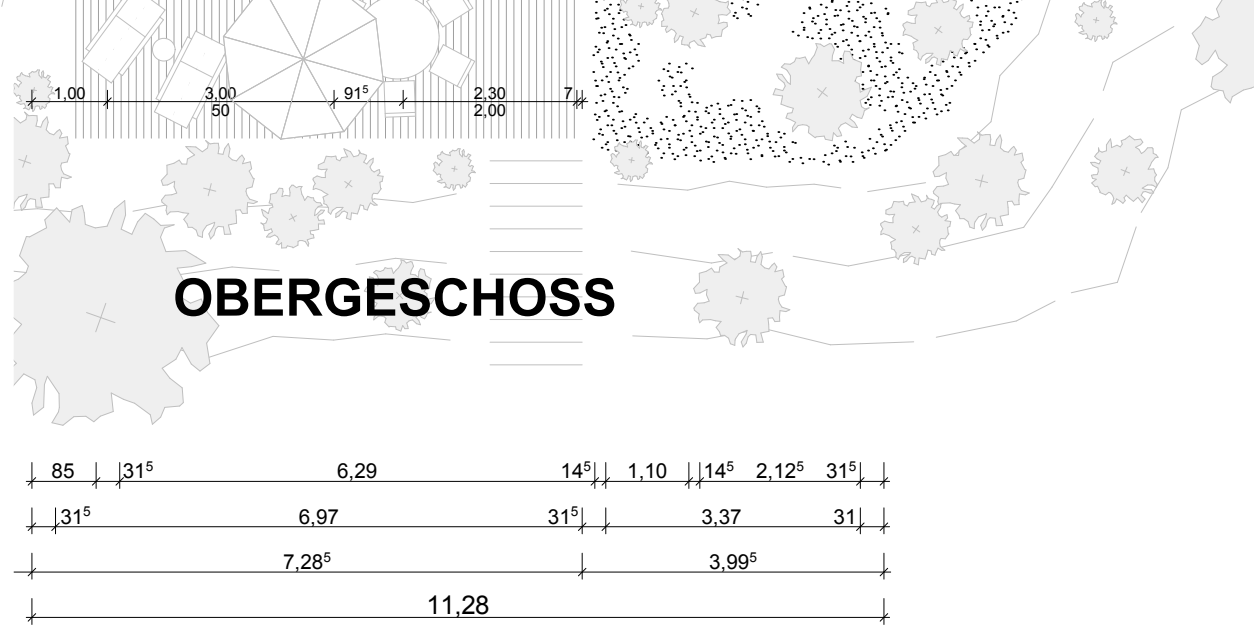 1,00 3,00 91⁵ 2,30 7
50 2,00
OBERGESCHOSS
85 31⁵ 6,29 14⁵ 1,10 14⁵ 2,12⁵ 31⁵
31⁵ 6,97 31⁵ 3,37 31
7,28⁵ 3,99⁵
11,28